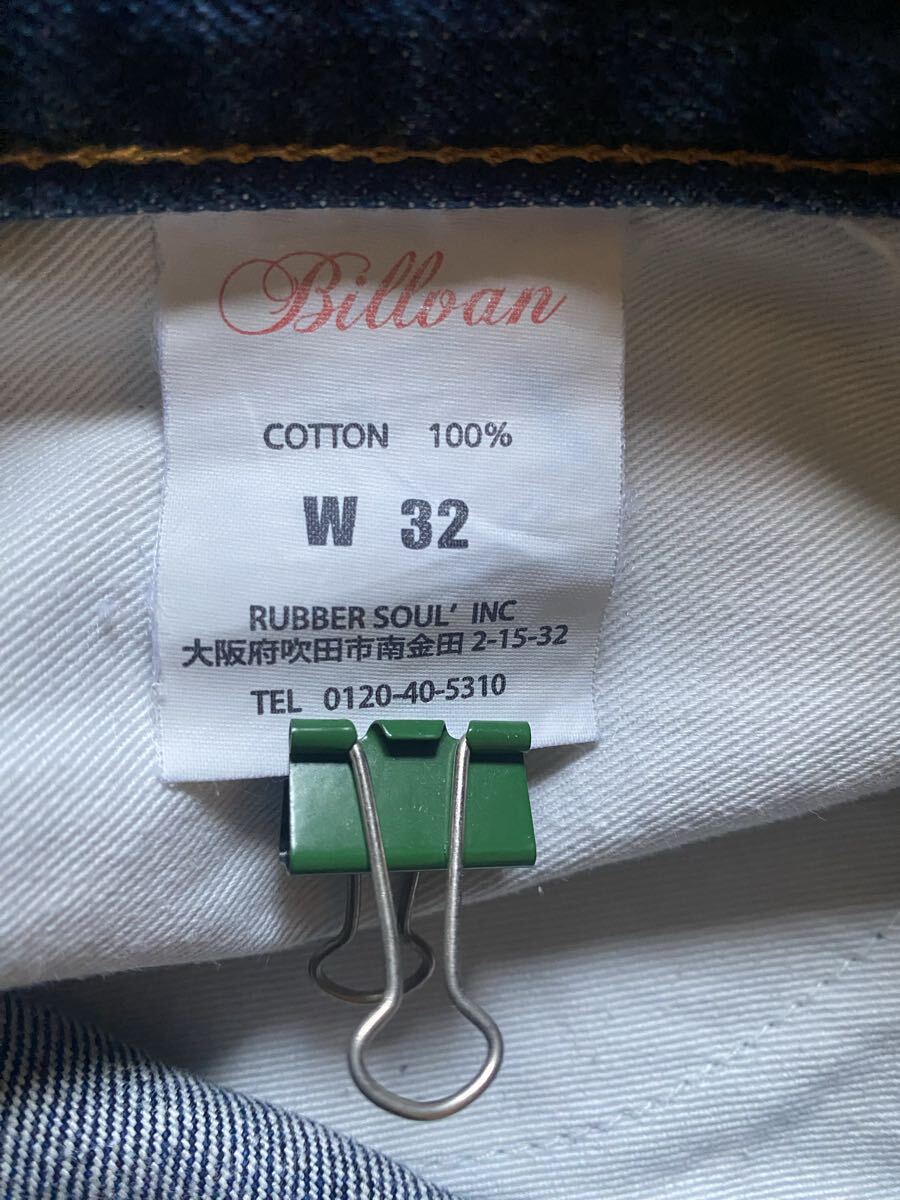 Billvan
COTTON 100%
W 32
RUBBER SOUL' INC
大阪府吹田市南金田2-15-32
TEL 0120-40-5310